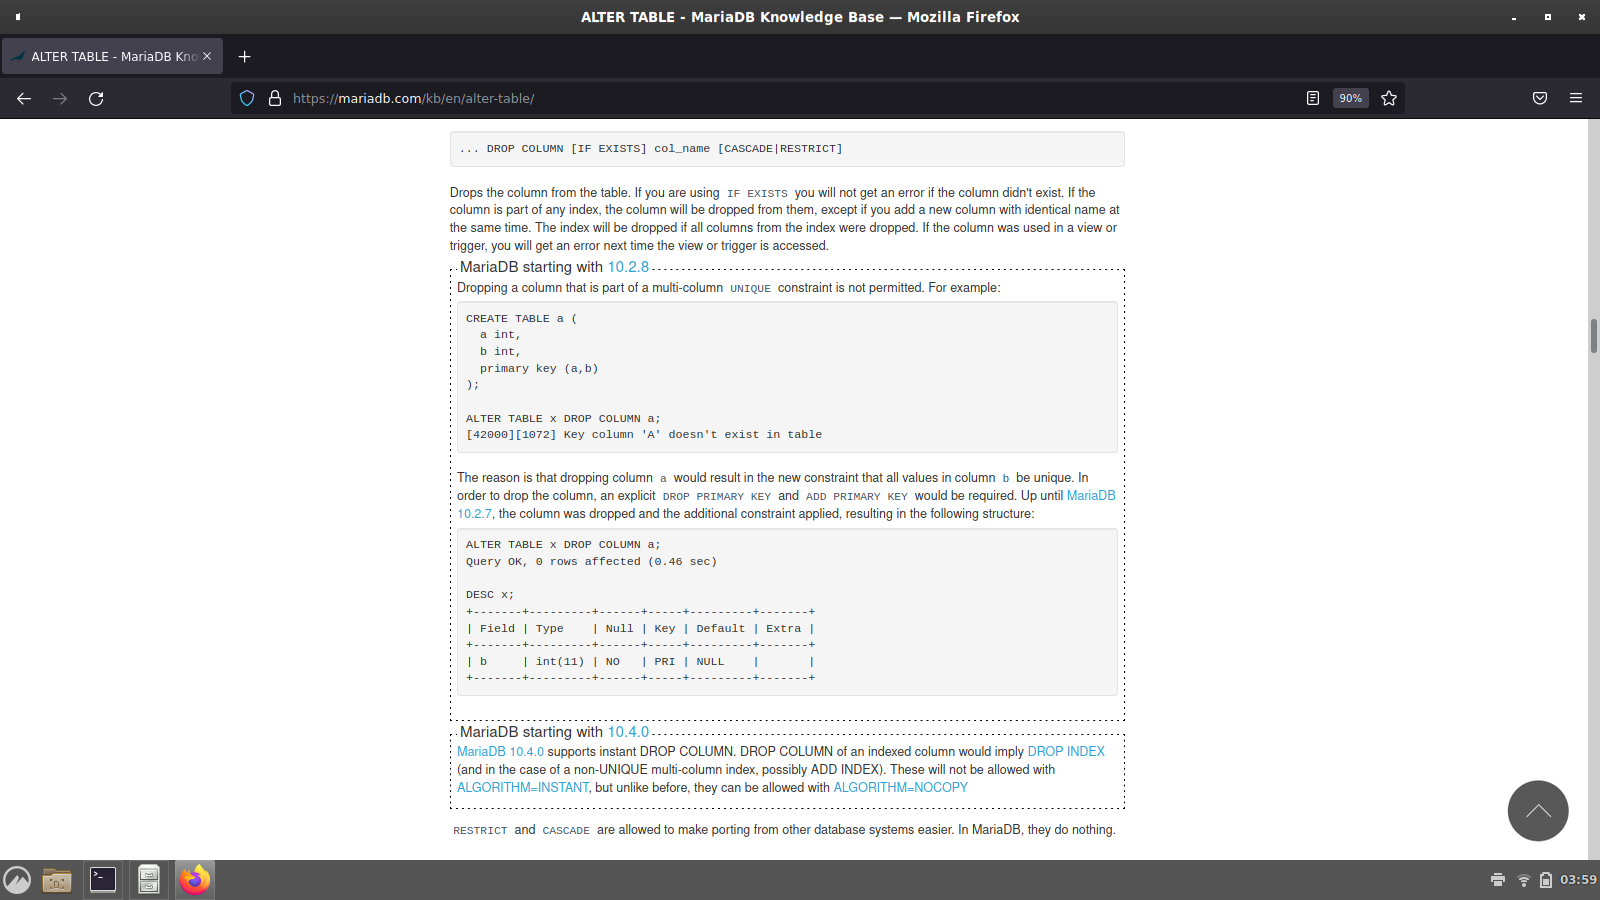 ALTER TABLE - MariaDB Knowledge Base — Mozilla Firefox
ALTER TABLE - MariaDB Kno
https://mariadb.com/kb/en/alter-table/
90%
... DROP COLUMN [IF EXISTS] col_name [CASCADE|RESTRICT]
Drops the column from the table. If you are using IF EXISTS you will not get an error if the column didn't exist. If the
column is part of any index, the column will be dropped from them, except if you add a new column with identical name at
the same time. The index will be dropped if all columns from the index were dropped. If the column was used in a view or
trigger, you will get an error next time the view or trigger is accessed.
MariaDB starting with 10.2.8
Dropping a column that is part of a multi-column UNIQUE constraint is not permitted. For example:
CREATE TABLE a (
  a int,
  b int,
  primary key (a,b)
);
ALTER TABLE x DROP COLUMN a;
[42000][1072] Key column 'A' doesn't exist in table
The reason is that dropping column a would result in the new constraint that all values in column b be unique. In
order to drop the column, an explicit DROP PRIMARY KEY and ADD PRIMARY KEY would be required. Up until MariaDB
10.2.7, the column was dropped and the additional constraint applied, resulting in the following structure:
ALTER TABLE x DROP COLUMN a;
Query OK, 0 rows affected (0.46 sec)
DESC x;
+-------+---------+------+-----+---------+-------+
| Field | Type    | Null | Key | Default | Extra |
+-------+---------+------+-----+---------+-------+
| b     | int(11) | NO   | PRI | NULL    |       |
+-------+---------+------+-----+---------+-------+
MariaDB starting with 10.4.0
MariaDB 10.4.0 supports instant DROP COLUMN. DROP COLUMN of an indexed column would imply DROP INDEX
(and in the case of a non-UNIQUE multi-column index, possibly ADD INDEX). These will not be allowed with
ALGORITHM=INSTANT, but unlike before, they can be allowed with ALGORITHM=NOCOPY
RESTRICT and CASCADE are allowed to make porting from other database systems easier. In MariaDB, they do nothing.
03:59